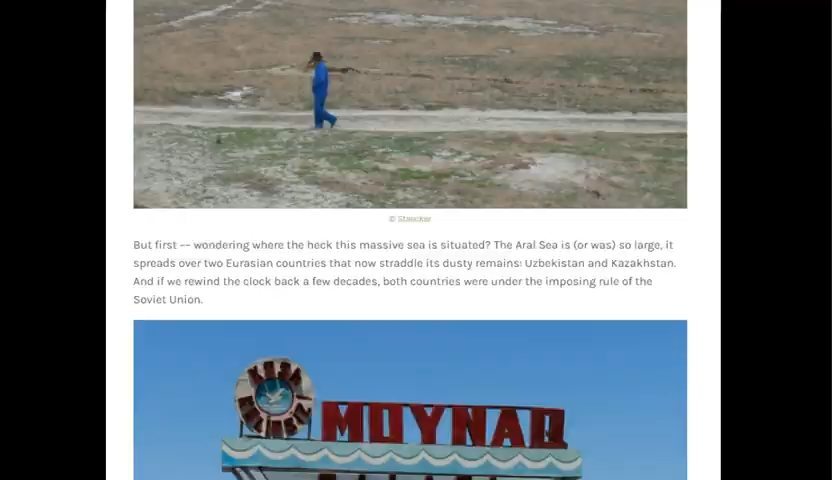 © Staecker
But first -- wondering where the heck this massive sea is situated? The Aral Sea is (or was) so large, it
spreads over two Eurasian countries that now straddle its dusty remains: Uzbekistan and Kazakhstan.
And if we rewind the clock back a few decades, both countries were under the imposing rule of the
Soviet Union.
MOYNAQ